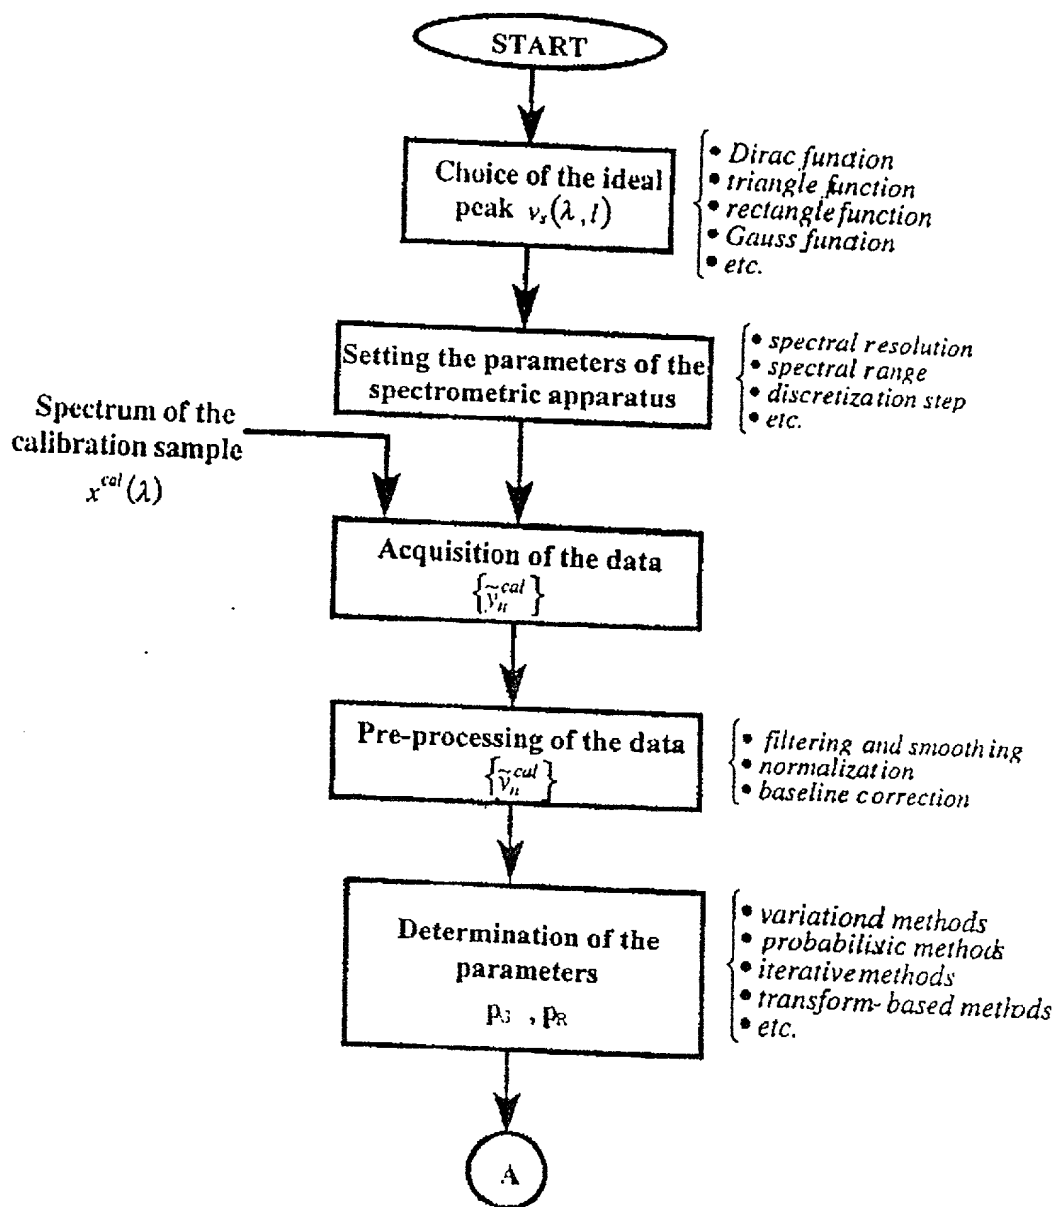 START
Choice of the ideal
peak v_s(λ, l)
• Dirac function
• triangle function
• rectangle function
• Gauss function
• etc.
Setting the parameters of the
spectrometric apparatus
• spectral resolution
• spectral range
• discretization step
• etc.
Spectrum of the
calibration sample
x^cal(λ)
Acquisition of the data
{ỹ_n^cal}
Pre-processing of the data
{ỹ_n^cal}
• filtering and smoothing
• normalization
• baseline correction
Determination of the
parameters
p_G , p_R
• variational methods
• probabilistic methods
• iterative methods
• transform-based methods
• etc.
A